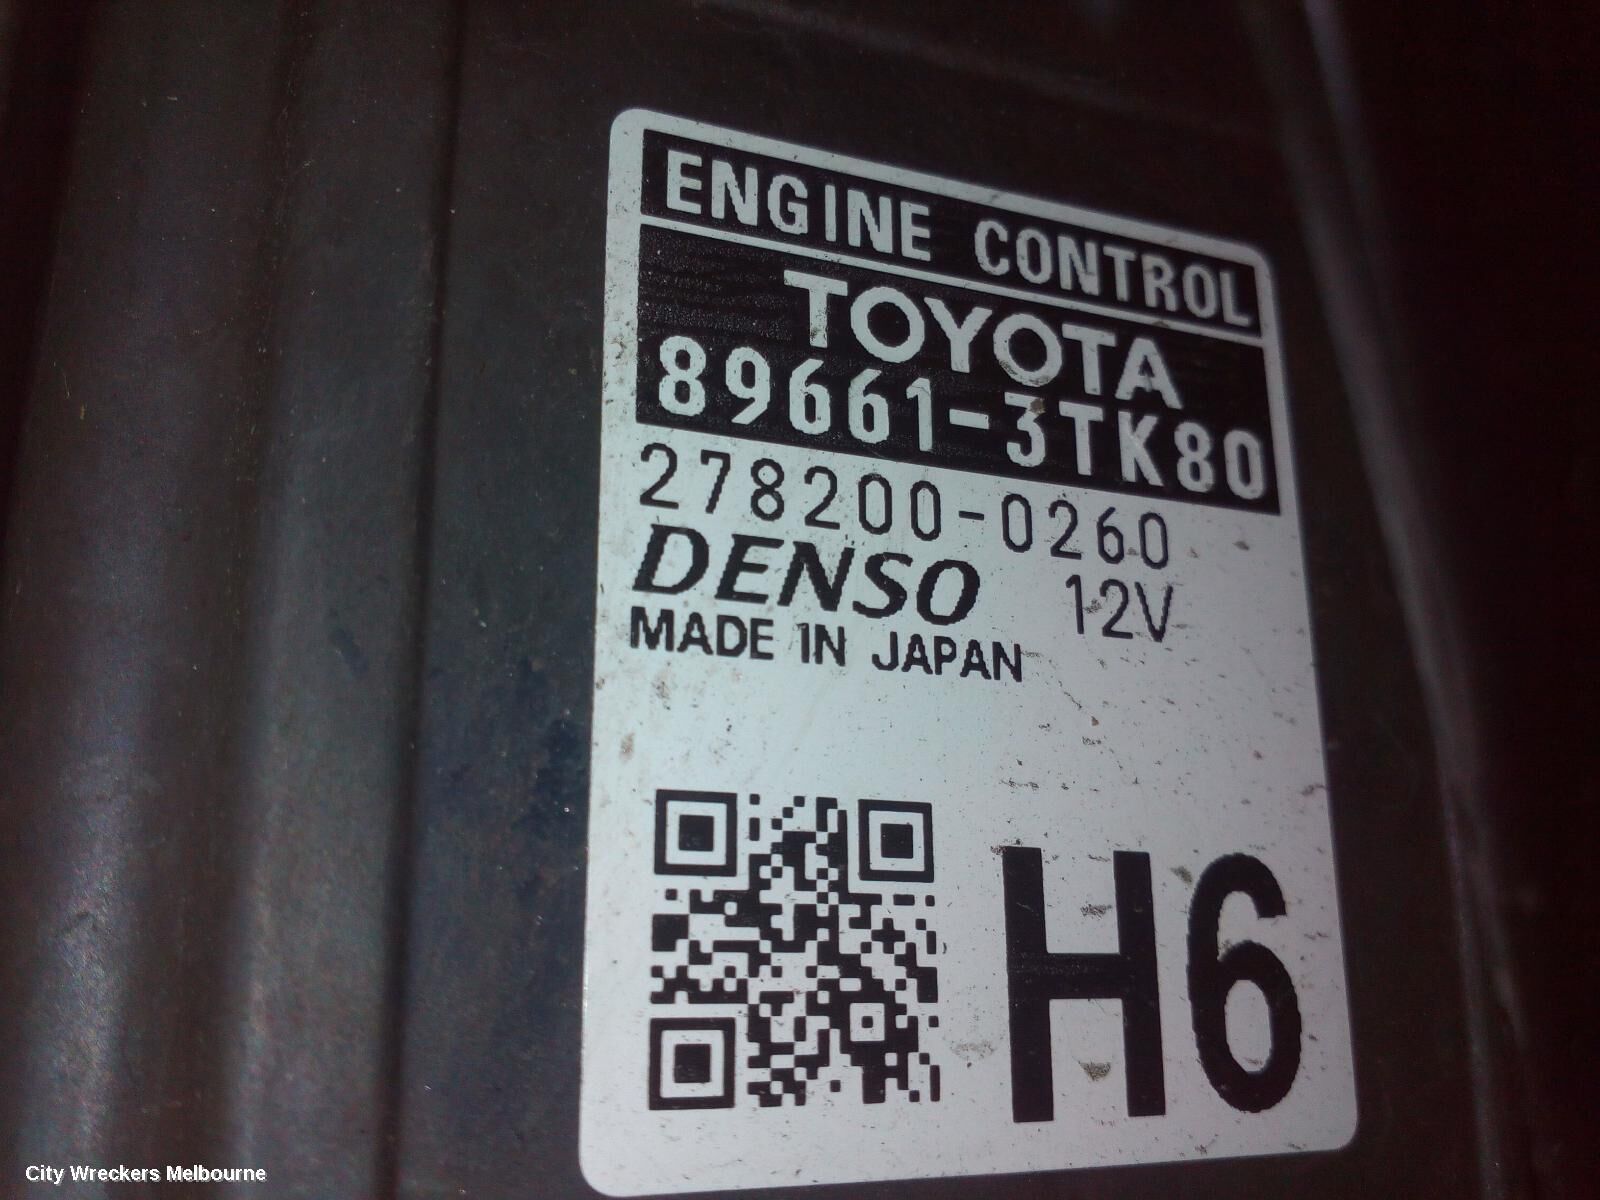 ENGINE CONTROL
TOYOTA
89661-3TK80
278200-0260
DENSO 12V
MADE IN JAPAN
H6
City Wreckers Melbourne